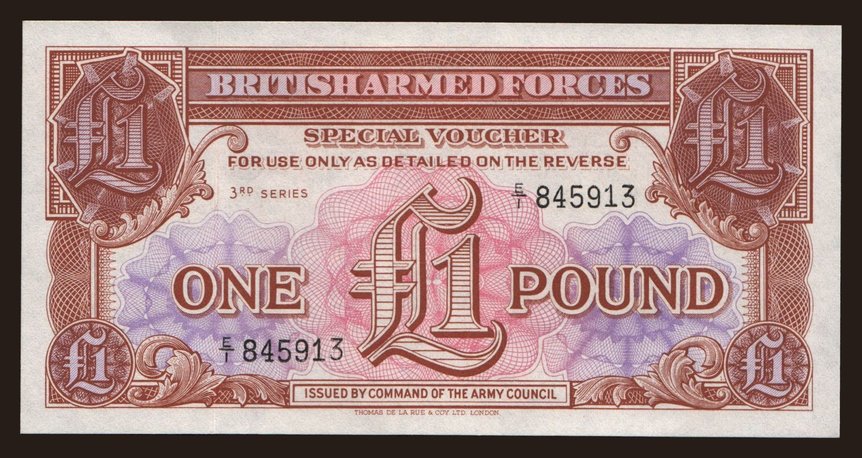 £1 £1
BRITISH ARMED FORCES
SPECIAL VOUCHER
FOR USE ONLY AS DETAILED ON THE REVERSE
3RD SERIES E/1 845913
ONE £1 POUND
E/1 845913
£1 £1
ISSUED BY COMMAND OF THE ARMY COUNCIL
THOMAS DE LA RUE & COY. LTD. LONDON.